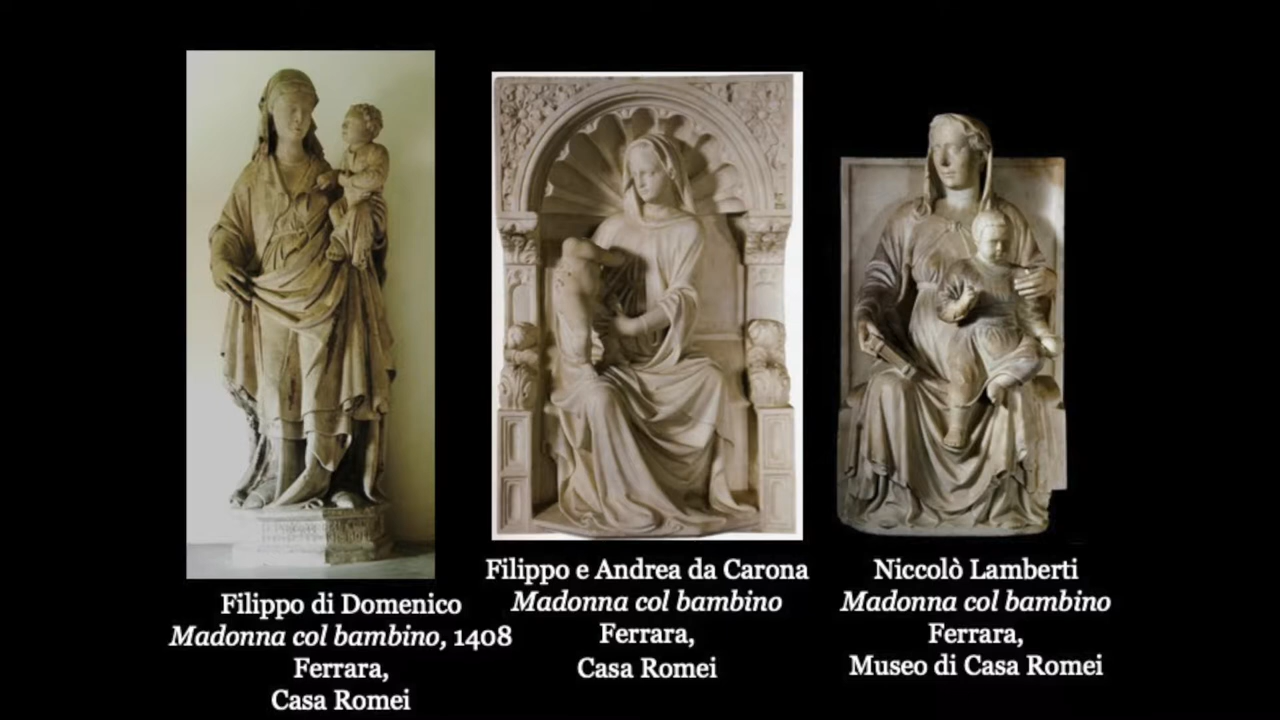 Filippo di Domenico
Madonna col bambino, 1408
Ferrara,
Casa Romei
Filippo e Andrea da Carona
Madonna col bambino
Ferrara,
Casa Romei
Niccolò Lamberti
Madonna col bambino
Ferrara,
Museo di Casa Romei